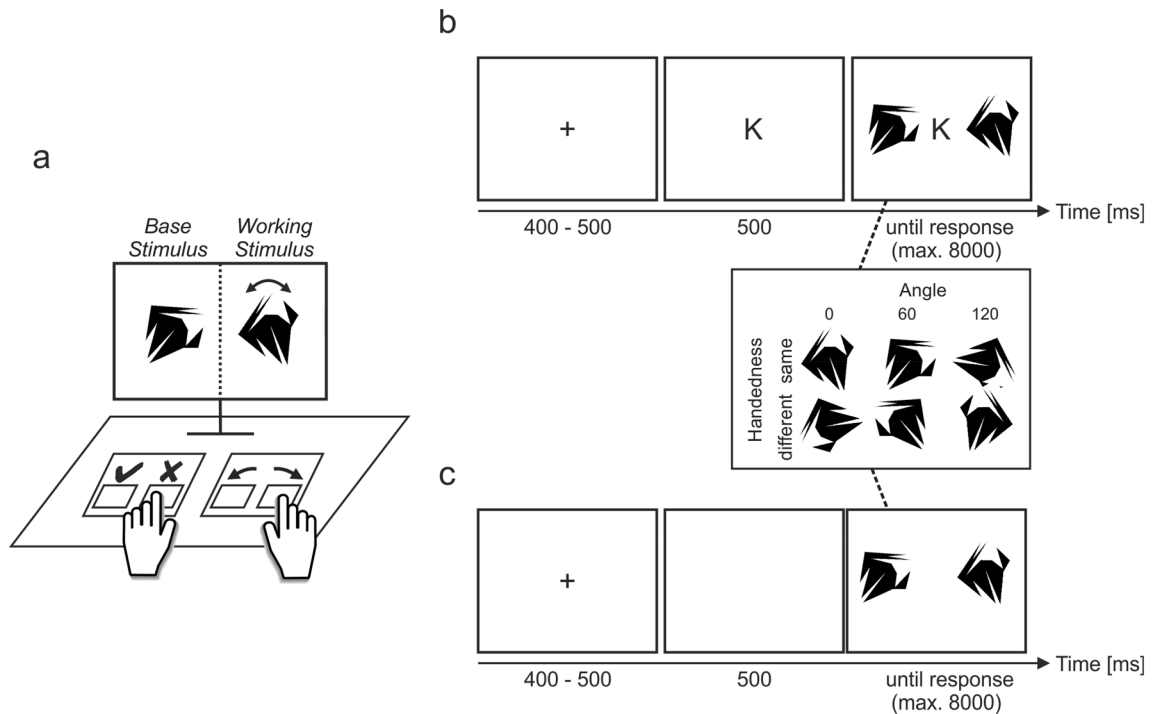 a
Base
Stimulus
Working
Stimulus
b
+
K
K
400 - 500
500
until response
(max. 8000)
Time [ms]
Angle
0
60
120
Handedness
different same
c
+
400 - 500
500
until response
(max. 8000)
Time [ms]